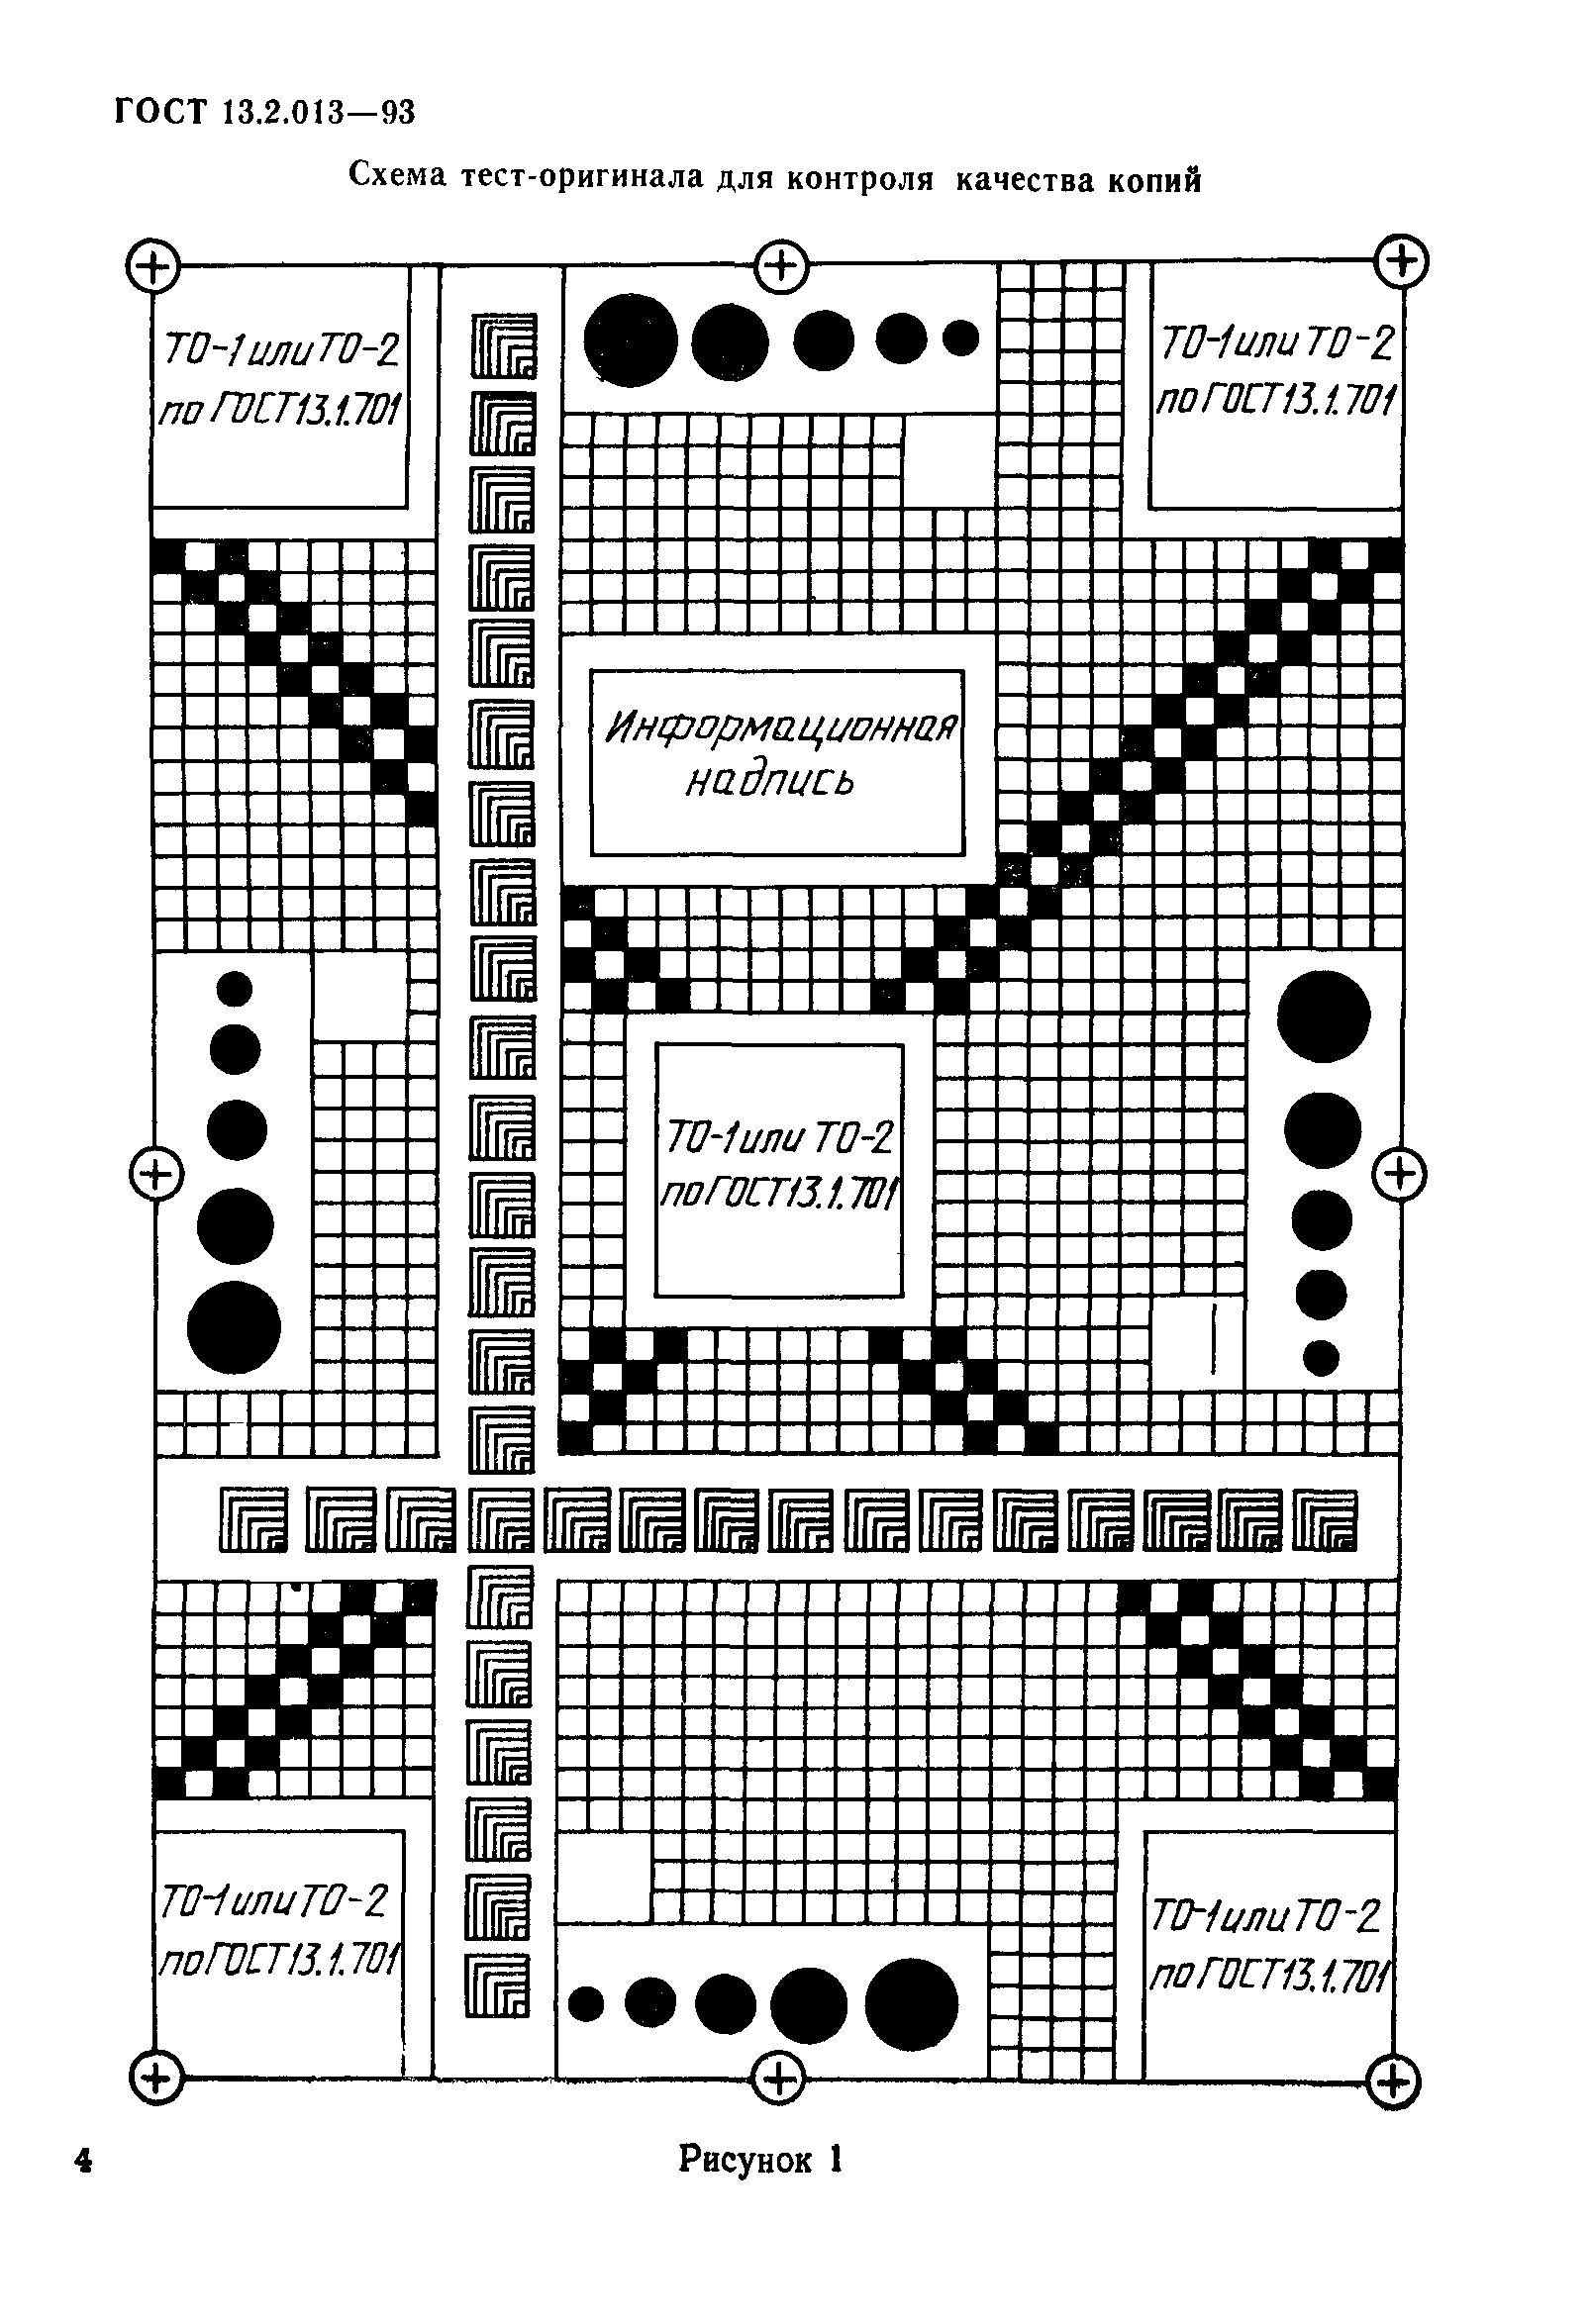 ГОСТ 13.2.013—93
Схема тест-оригинала для контроля качества копий
ТО-1 или ТО-2
по ГОСТ 13.1.701
ТО-1 или ТО-2
по ГОСТ 13.1.701
Информационная
надпись
ТО-1 или ТО-2
по ГОСТ 13.1.701
ТО-1 или ТО-2
по ГОСТ 13.1.701
ТО-1 или ТО-2
по ГОСТ 13.1.701
4
Рисунок 1